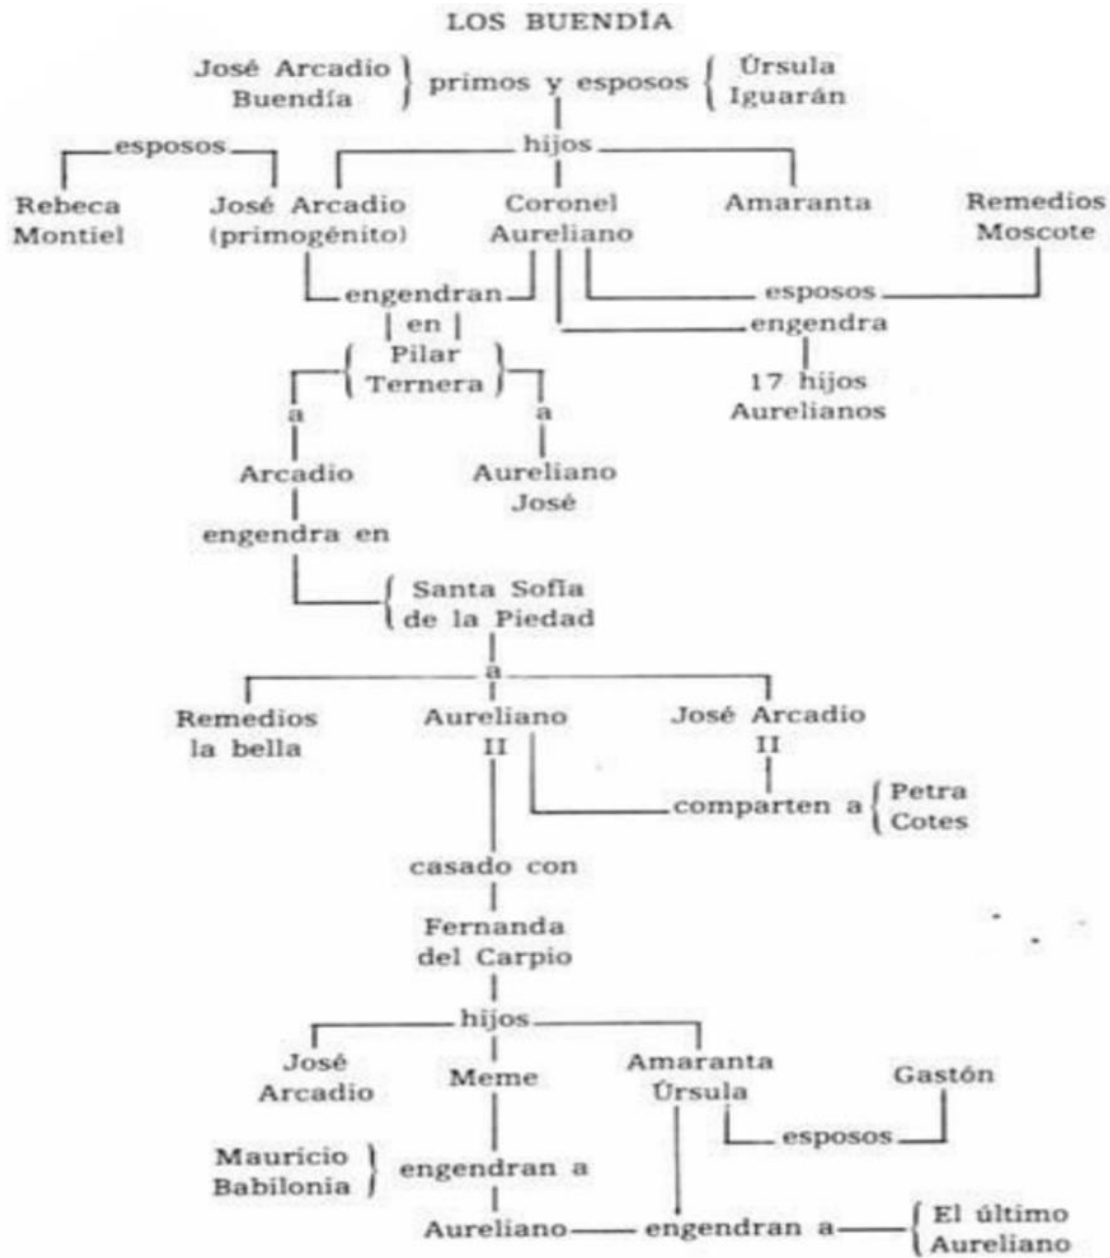 LOS BUENDÍA
José Arcadio
Buendía
primos y esposos
Úrsula
Iguarán
esposos
hijos
Rebeca
Montiel
José Arcadio
(primogénito)
Coronel
Aureliano
Amaranta
Remedios
Moscote
engendran
en
Pilar
Ternera
esposos
engendra
17 hijos
Aurelianos
a
a
Arcadio
Aureliano
José
engendra en
Santa Sofía
de la Piedad
a
Remedios
la bella
Aureliano
II
José Arcadio
II
comparten a
Petra
Cotes
casado con
Fernanda
del Carpio
hijos
José
Arcadio
Meme
Amaranta
Úrsula
Gastón
esposos
Mauricio
Babilonia
engendran a
Aureliano
engendran a
El último
Aureliano